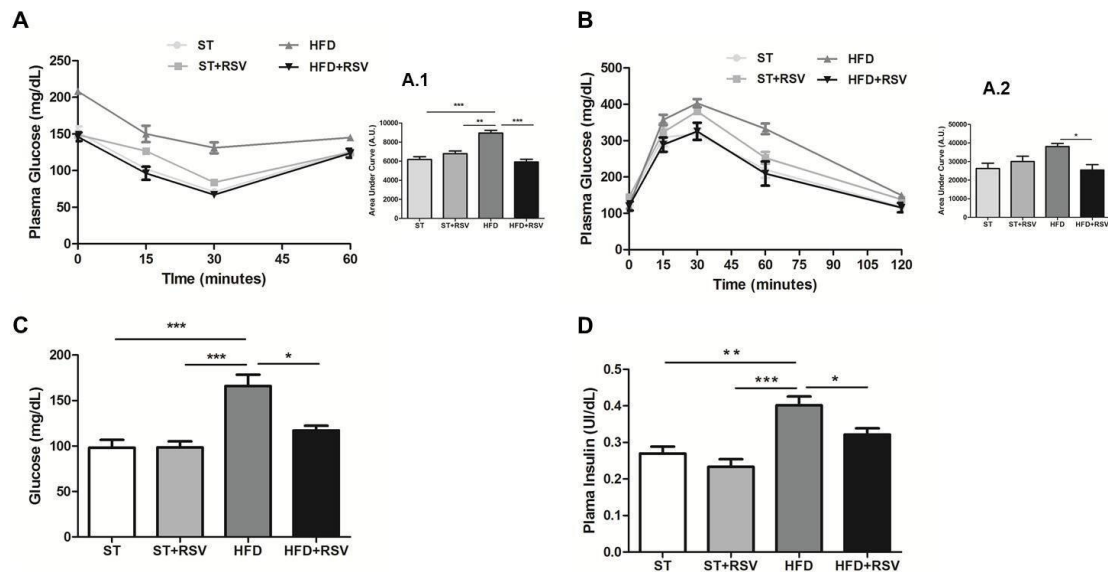 A
ST
HFD
ST+RSV
HFD+RSV
A.1
250
200
150
100
50
0
Plasma Glucose (mg/dL)
0 15 30 45 60
TIme (minutes)
*** 
** ***
10000
8000
6000
4000
2000
0
Area Under Curve (A.U.)
ST ST+RSV HFD HFD+RSV
B
ST
HFD
ST+RSV
HFD+RSV
A.2
500
400
300
200
100
0
Plasma Glucose (mg/dL)
0 15 30 45 60 75 90 105 120
Time (minutes)
*
50000
40000
30000
20000
10000
0
Area Under Curve (A.U.)
ST ST+RSV HFD HFD+RSV
C
***
*** *
200
150
100
50
0
Glucose (mg/dL)
ST ST+RSV HFD HFD+RSV
D
**
*** *
0.5
0.4
0.3
0.2
0.1
0.0
Plama Insulin (UI/dL)
ST ST+RSV HFD HFD+RSV